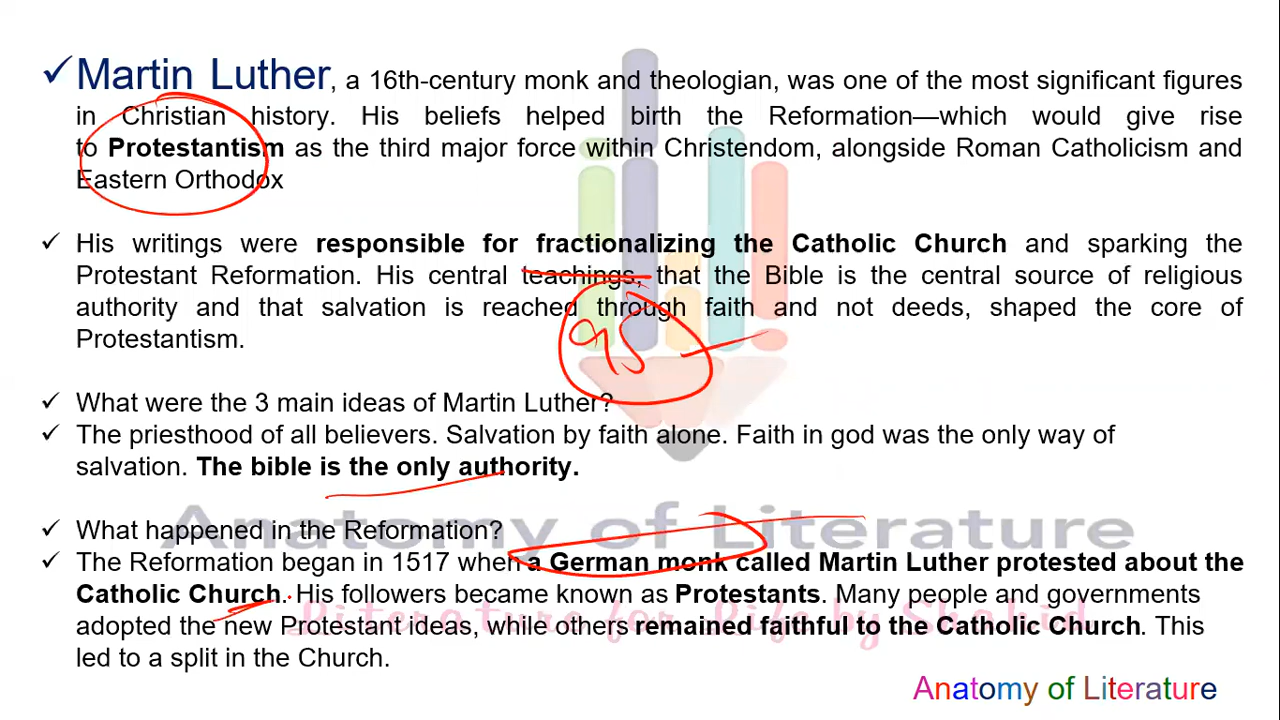 ✓Martin Luther, a 16th-century monk and theologian, was one of the most significant figures
in Christian history. His beliefs helped birth the Reformation—which would give rise
to Protestantism as the third major force within Christendom, alongside Roman Catholicism and
Eastern Orthodox
✓ His writings were responsible for fractionalizing the Catholic Church and sparking the
Protestant Reformation. His central teachings, that the Bible is the central source of religious
authority and that salvation is reached through faith and not deeds, shaped the core of
Protestantism.
95
✓ What were the 3 main ideas of Martin Luther?
✓ The priesthood of all believers. Salvation by faith alone. Faith in god was the only way of
salvation. The bible is the only authority.
Anatomy of Literature
✓ What happened in the Reformation?
✓ The Reformation began in 1517 when a German monk called Martin Luther protested about the
Catholic Church. His followers became known as Protestants. Many people and governments
Literature for Life by Shahid
adopted the new Protestant ideas, while others remained faithful to the Catholic Church. This
led to a split in the Church.
Anatomy of Literature